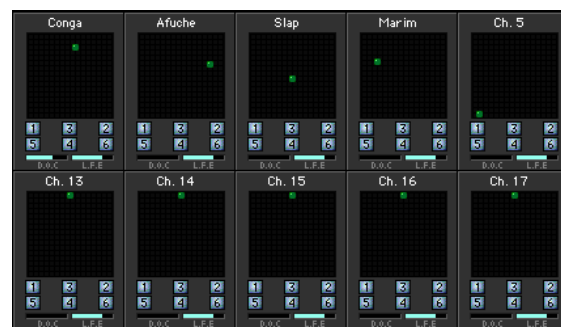 Conga Afuche Slap Marim Ch. 5
1 3 2 1 3 2 1 3 2 1 3 2 1 3 2
5 4 6 5 4 6 5 4 6 5 4 6 5 4 6
D.O.C L.F.E D.O.C L.F.E D.O.C L.F.E D.O.C L.F.E D.O.C L.F.E
Ch. 13 Ch. 14 Ch. 15 Ch. 16 Ch. 17
1 3 2 1 3 2 1 3 2 1 3 2 1 3 2
5 4 6 5 4 6 5 4 6 5 4 6 5 4 6
D.O.C L.F.E D.O.C L.F.E D.O.C L.F.E D.O.C L.F.E D.O.C L.F.E